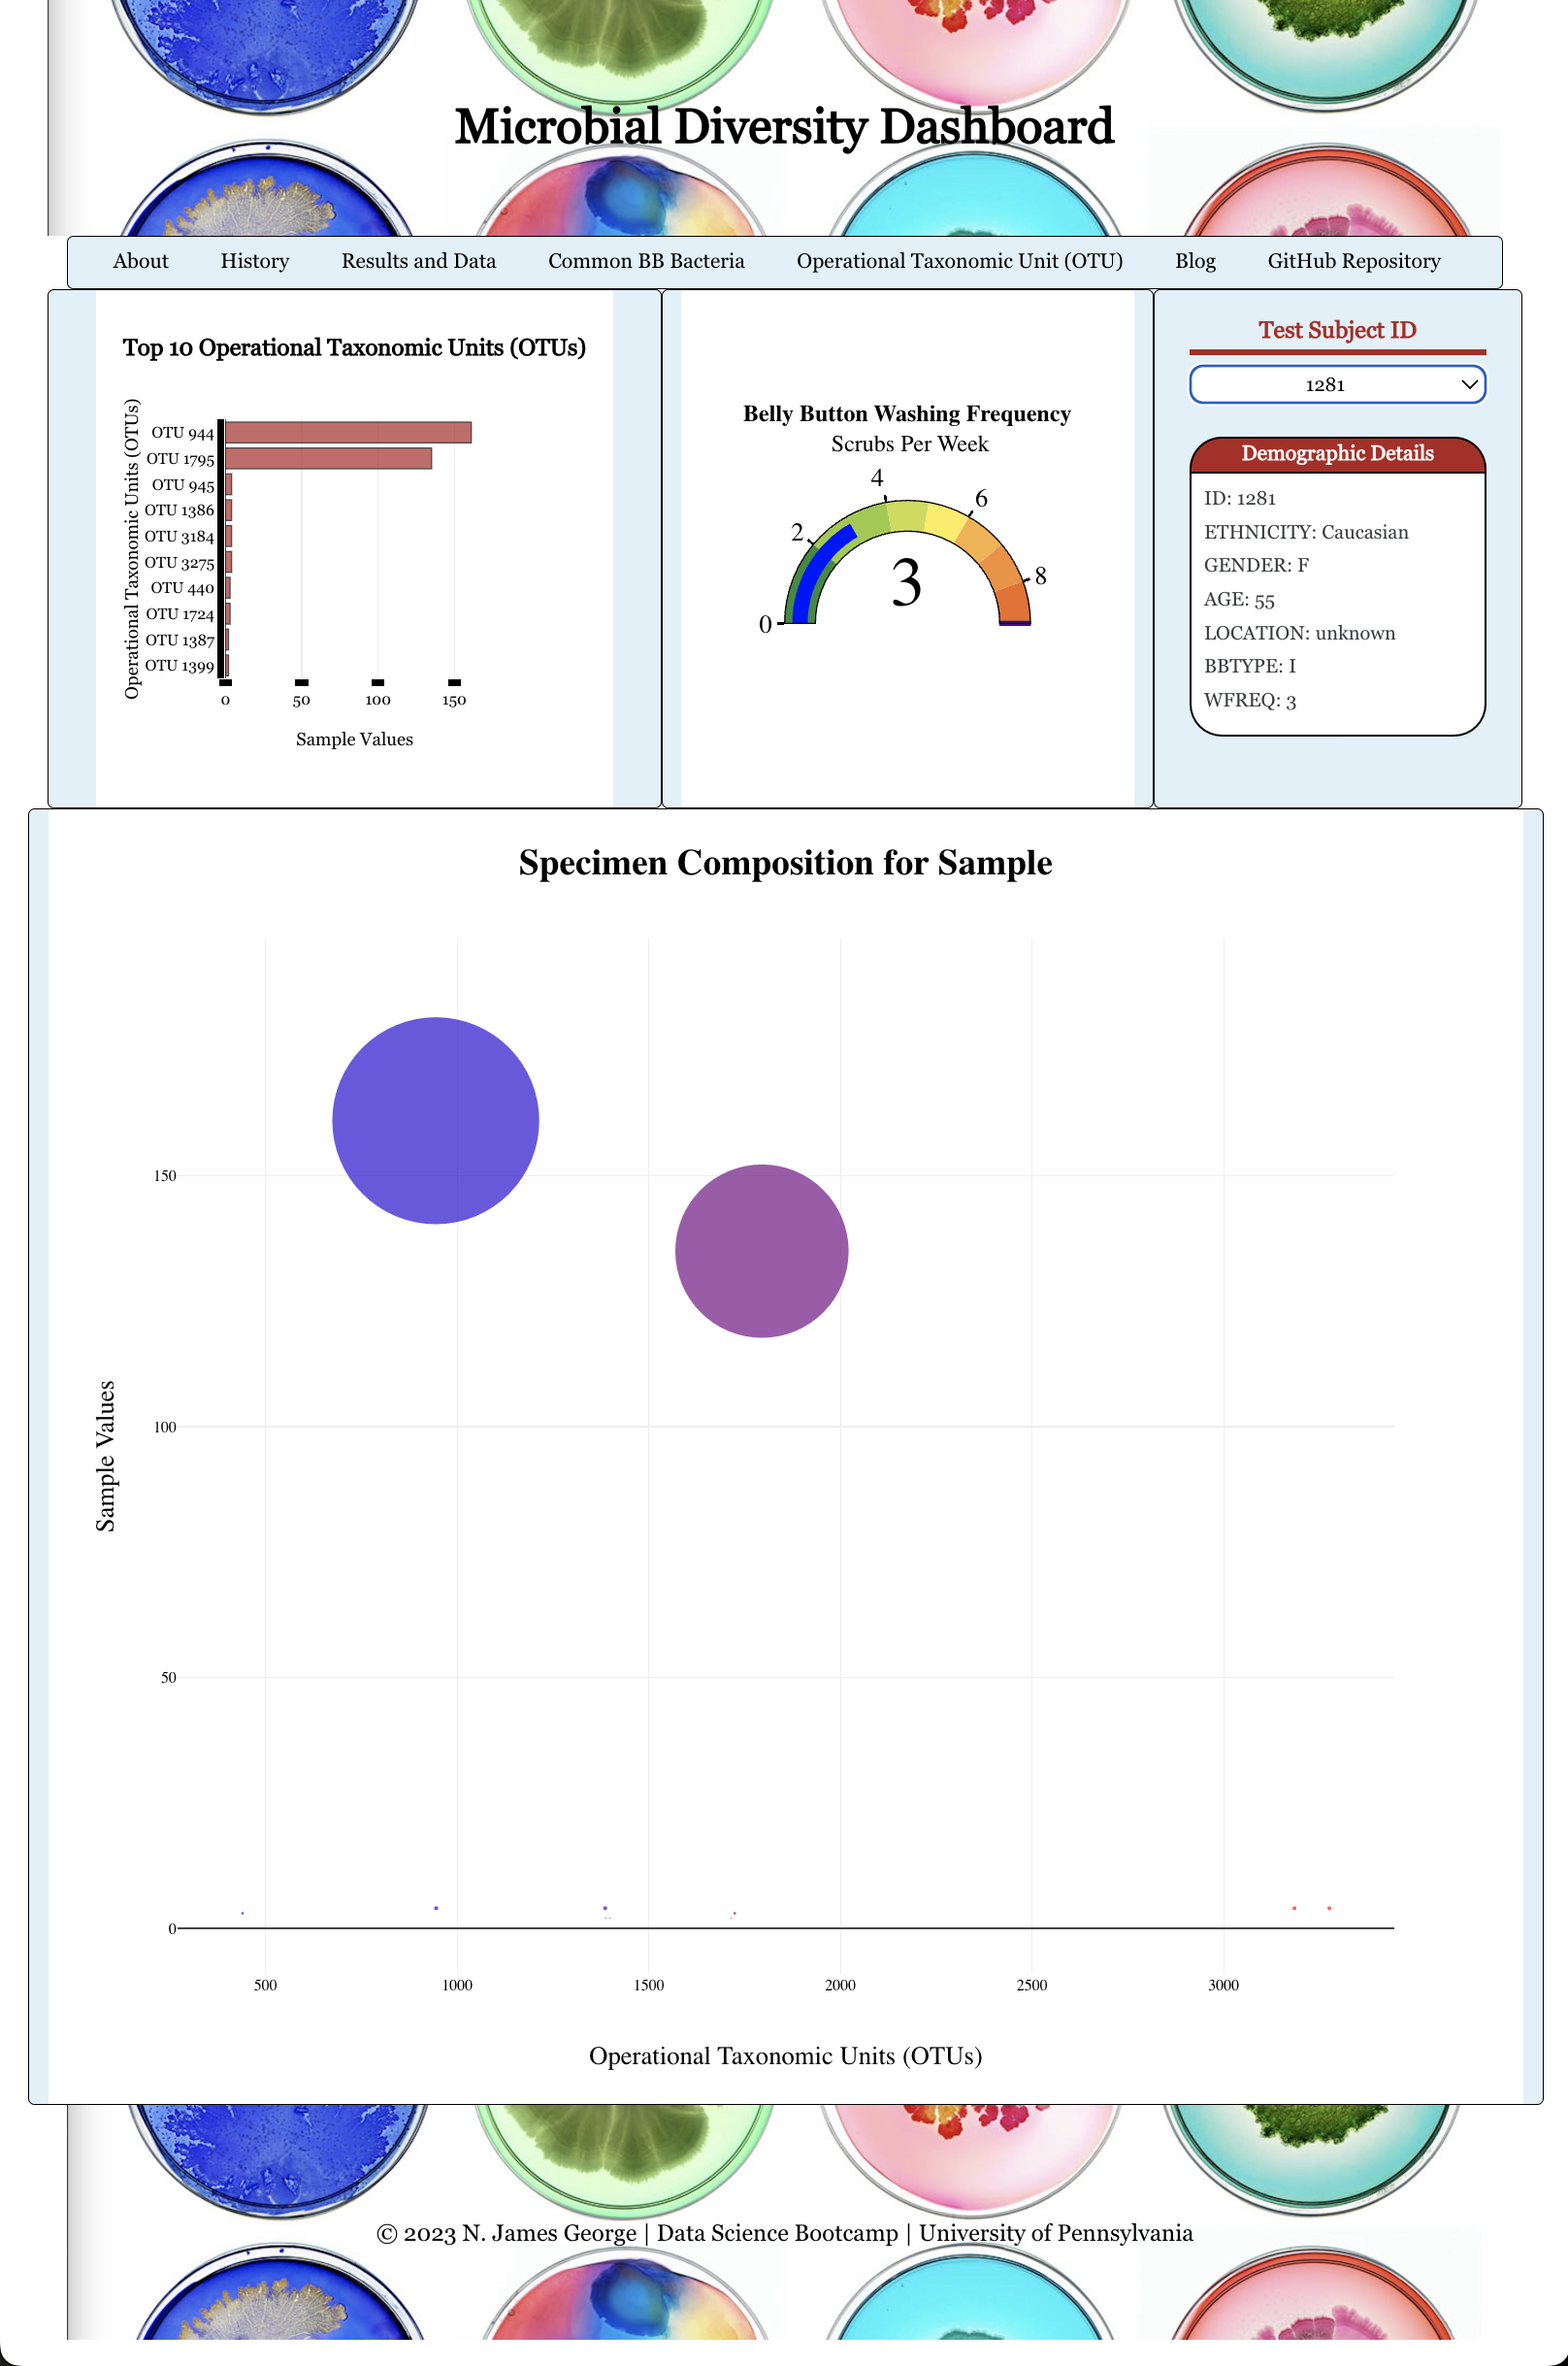 Microbial Diversity Dashboard
About History Results and Data Common BB Bacteria Operational Taxonomic Unit (OTU) Blog GitHub Repository
Top 10 Operational Taxonomic Units (OTUs)
Operational Taxonomic Units (OTUs)
OTU 944
OTU 1795
OTU 945
OTU 1386
OTU 3184
OTU 3275
OTU 440
OTU 1724
OTU 1387
OTU 1399
0 50 100 150
Sample Values
Belly Button Washing Frequency
Scrubs Per Week
0
2
4
6
8
3
Test Subject ID
1281
Demographic Details
ID: 1281
ETHNICITY: Caucasian
GENDER: F
AGE: 55
LOCATION: unknown
BBTYPE: I
WFREQ: 3
Specimen Composition for Sample
Sample Values
150
100
50
0
500 1000 1500 2000 2500 3000
Operational Taxonomic Units (OTUs)
© 2023 N. James George | Data Science Bootcamp | University of Pennsylvania